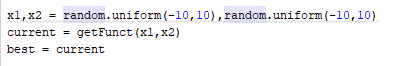 x1,x2 = random.uniform(-10,10),random.uniform(-10,10)
current = getFunct(x1,x2)
best = current